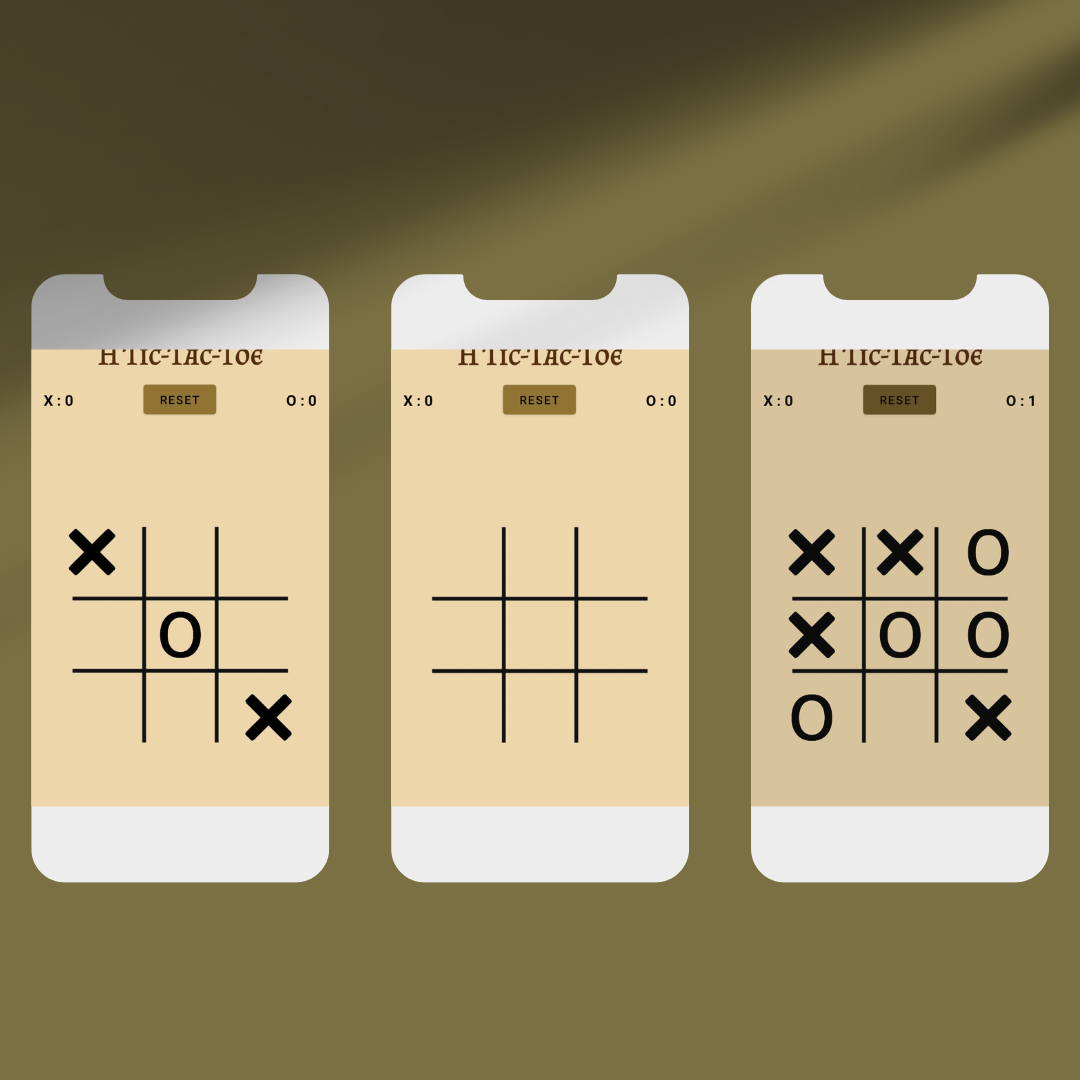 H Tic-Tac-Toe
X : 0 RESET O : 0
X
O
X
H Tic-Tac-Toe
X : 0 RESET O : 0
H Tic-Tac-Toe
X : 0 RESET O : 1
X X O
X O O
O X